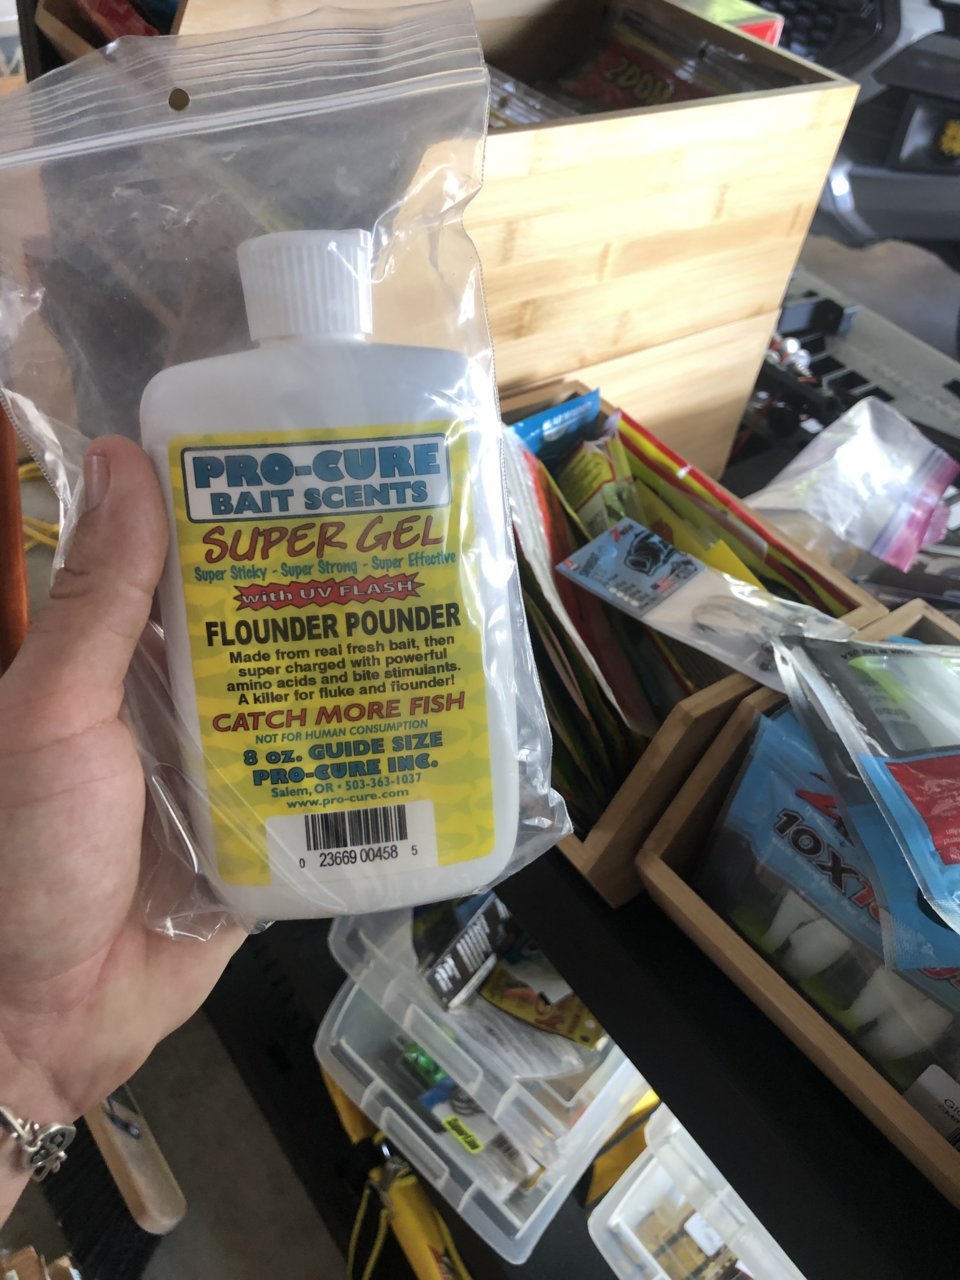 ZOOM
PRO-CURE
BAIT SCENTS
SUPER GEL
Super Sticky - Super Strong - Super Effective
with UV FLASH
FLOUNDER POUNDER
Made from real fresh bait, then
super charged with powerful
amino acids and bite stimulants.
A killer for fluke and flounder!
CATCH MORE FISH
NOT FOR HUMAN CONSUMPTION
8 oz. GUIDE SIZE
PRO-CURE INC.
Salem, OR • 503-363-1037
www.pro-cure.com
0 23669 00458 5
10X